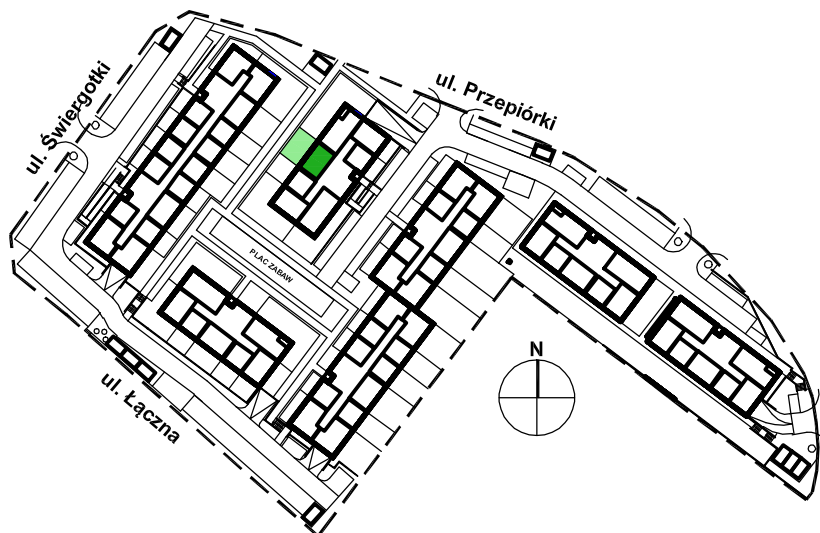 ul. Świergotki
ul. Przepiórki
PLAC ZABAW
N
ul. Łączna